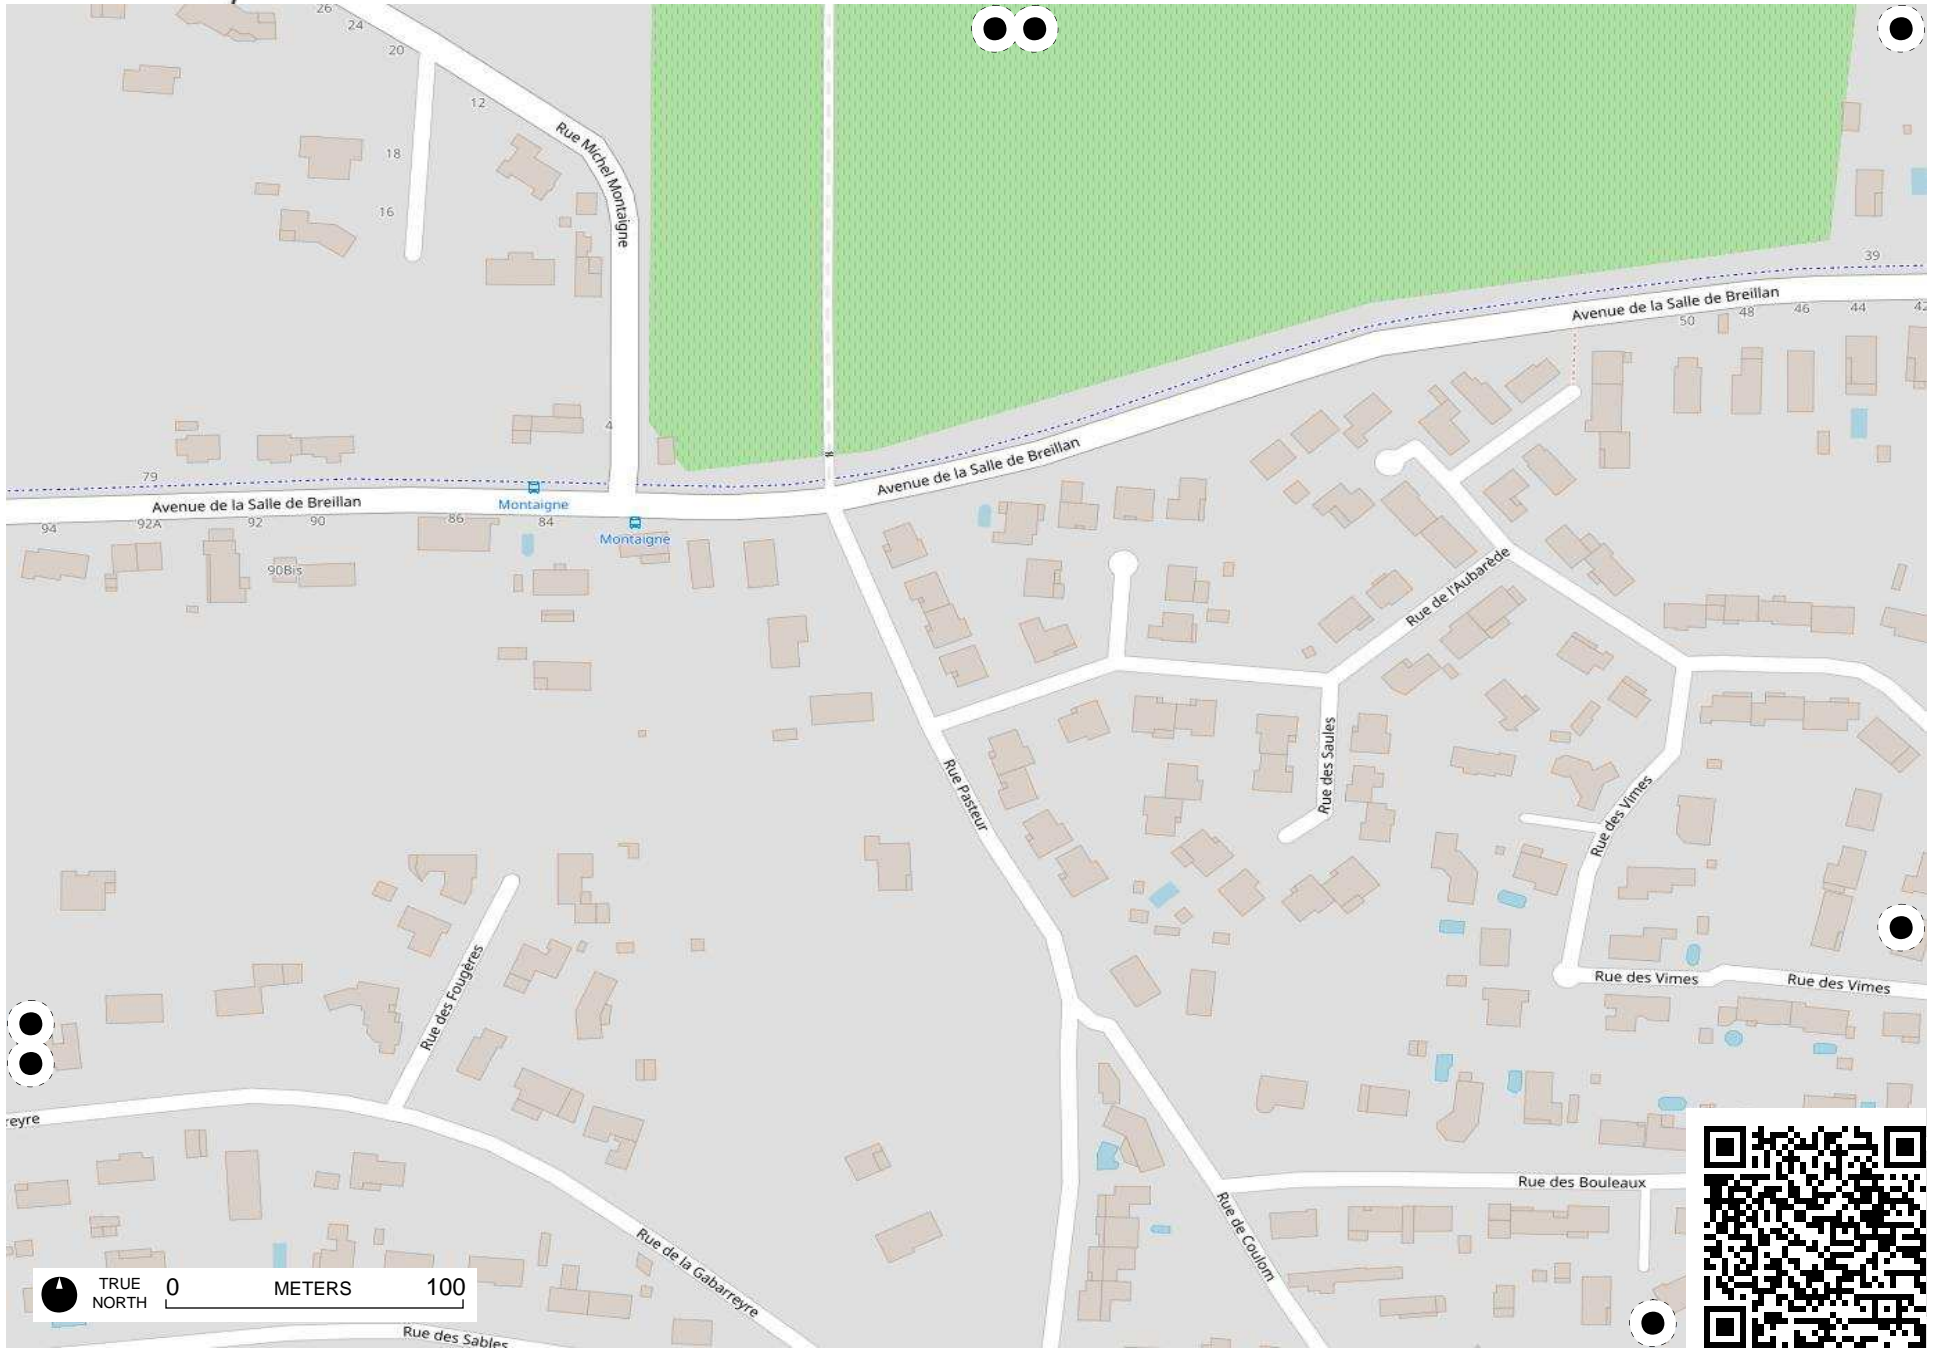 26
24
20
12
18
16
Rue Michel Montaigne
39
Avenue de la Salle de Breillan
50
48
46
44
42
4
79
Avenue de la Salle de Breillan
Montaigne
Avenue de la Salle de Breillan
94
92A
92
90
86
84
Montaigne
90Bis
Rue de l'Aubarède
Rue des Saules
Rue Pasteur
Rue des Vimes
Rue des Fougères
Rue des Vimes
Rue des Vimes
reyre
Rue des Bouleaux
Rue de Coulom
Rue de la Gabarreyre
TRUE NORTH
0 METERS 100
Rue des Sables